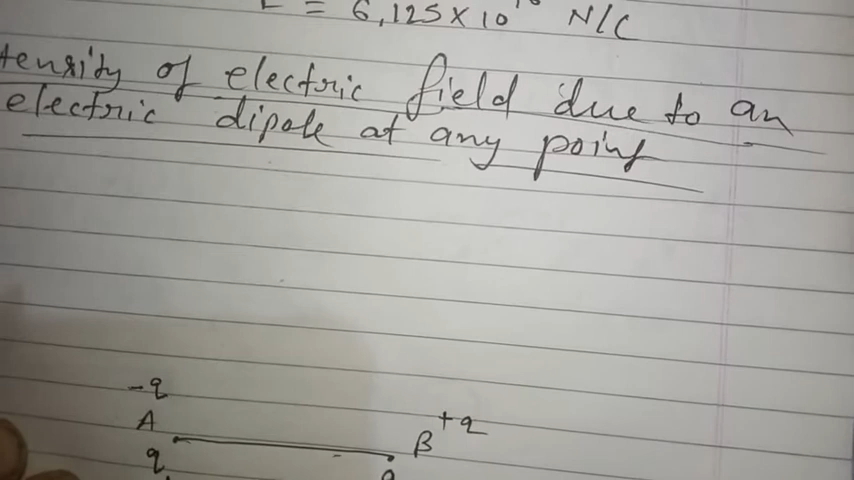 = 6,125×10 N/C
tensity of electric field due to an
electric dipole at any point
-q
A
B +q
q